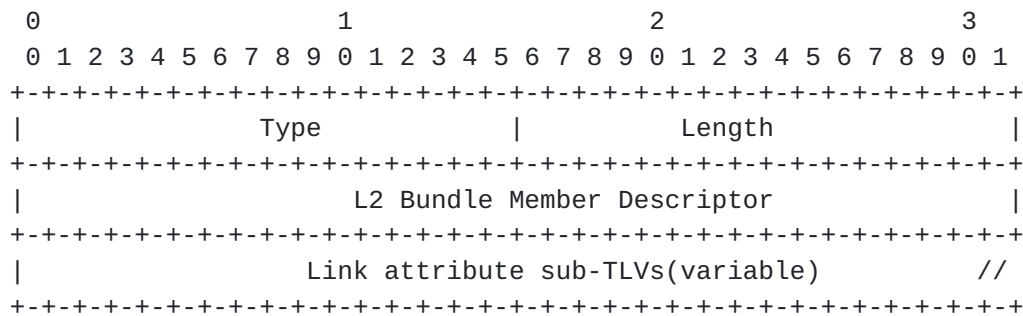 0                   1                   2                   3
 0 1 2 3 4 5 6 7 8 9 0 1 2 3 4 5 6 7 8 9 0 1 2 3 4 5 6 7 8 9 0 1
+-+-+-+-+-+-+-+-+-+-+-+-+-+-+-+-+-+-+-+-+-+-+-+-+-+-+-+-+-+-+-+-+
|               Type            |          Length               |
+-+-+-+-+-+-+-+-+-+-+-+-+-+-+-+-+-+-+-+-+-+-+-+-+-+-+-+-+-+-+-+-+
|                     L2 Bundle Member Descriptor               |
+-+-+-+-+-+-+-+-+-+-+-+-+-+-+-+-+-+-+-+-+-+-+-+-+-+-+-+-+-+-+-+-+
|                  Link attribute sub-TLVs(variable)          //
+-+-+-+-+-+-+-+-+-+-+-+-+-+-+-+-+-+-+-+-+-+-+-+-+-+-+-+-+-+-+-+-+